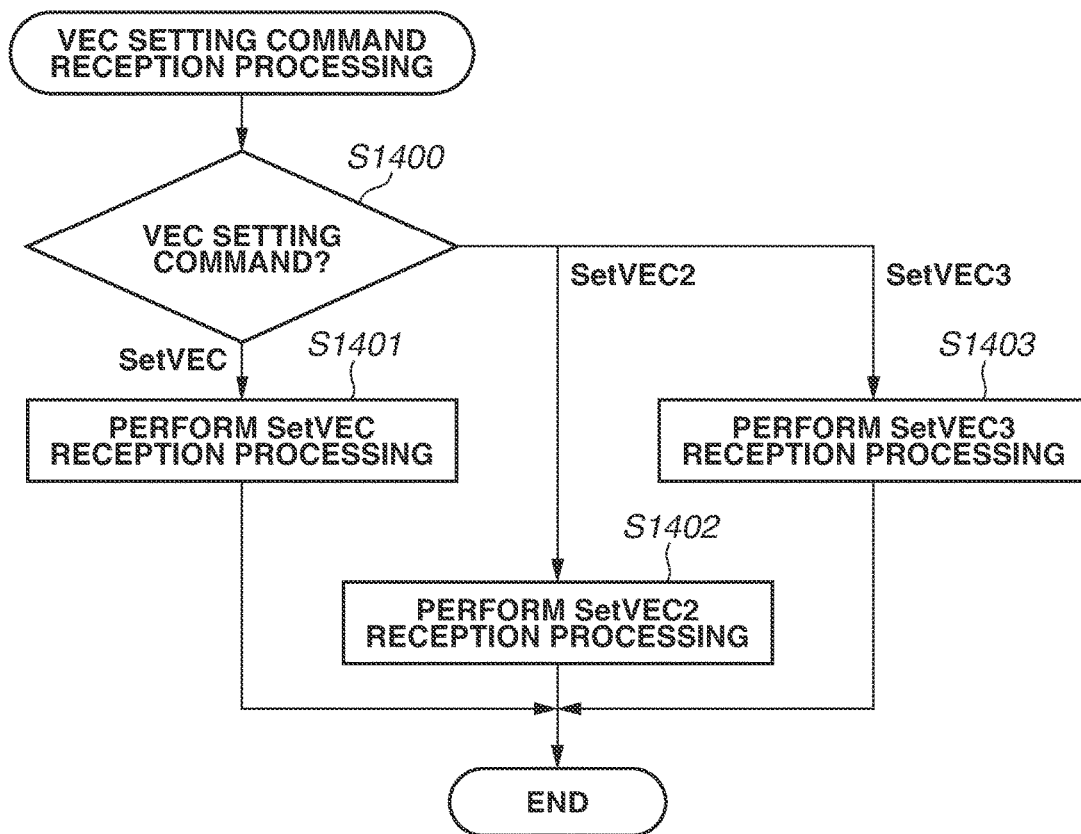 VEC SETTING COMMAND
RECEPTION PROCESSING
S1400
VEC SETTING
COMMAND?
SetVEC2
SetVEC3
SetVEC
S1401
S1403
PERFORM SetVEC
RECEPTION PROCESSING
PERFORM SetVEC3
RECEPTION PROCESSING
S1402
PERFORM SetVEC2
RECEPTION PROCESSING
END